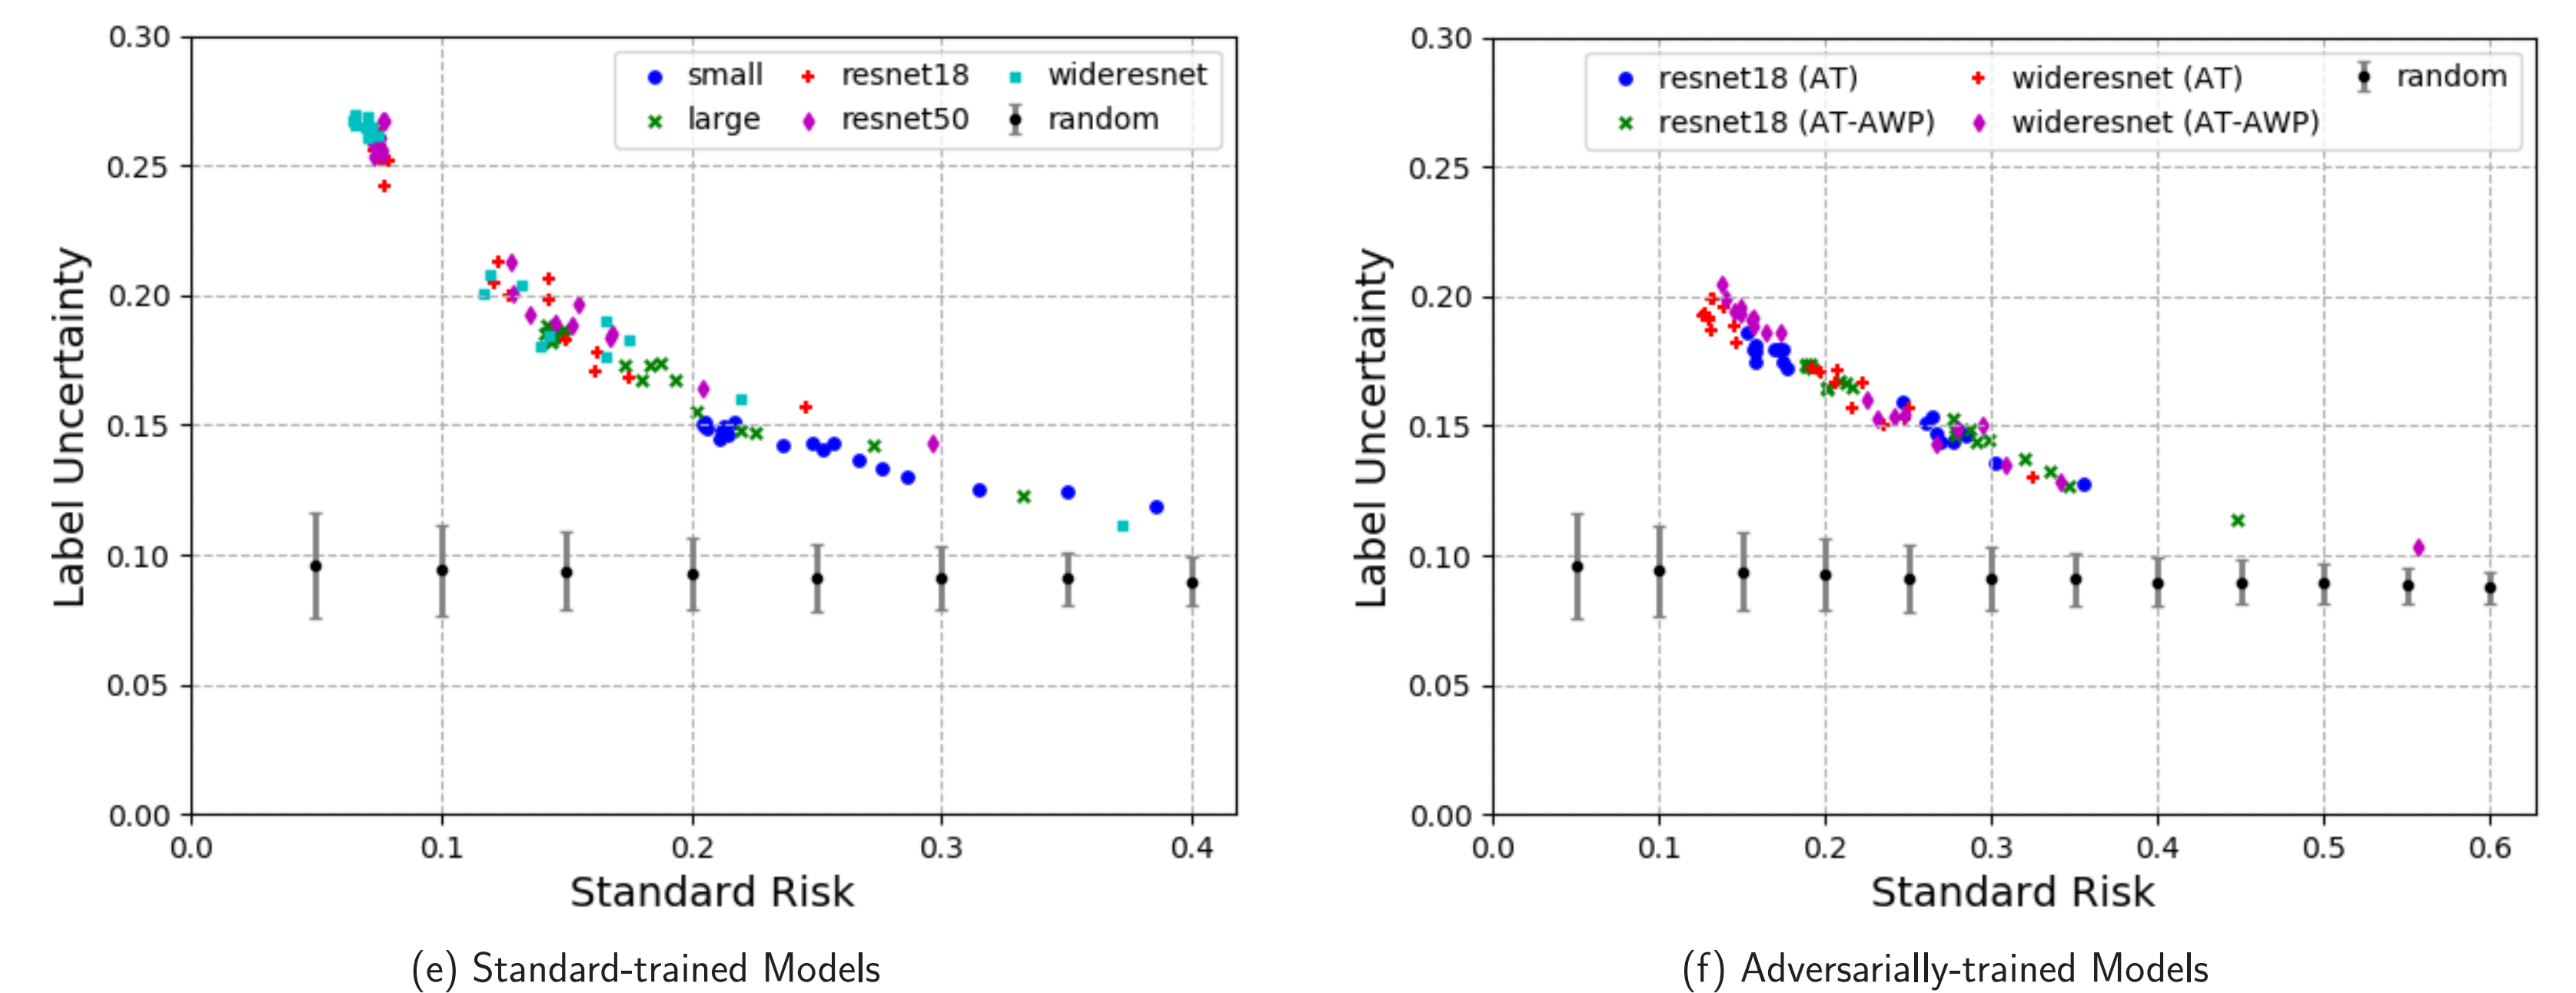 0.30
0.25
0.20
0.15
0.10
0.05
0.00
Label Uncertainty
small
resnet18
wideresnet
large
resnet50
random
0.0 0.1 0.2 0.3 0.4
Standard Risk
(e) Standard-trained Models
0.30
0.25
0.20
0.15
0.10
0.05
0.00
Label Uncertainty
resnet18 (AT)
wideresnet (AT)
random
resnet18 (AT-AWP)
wideresnet (AT-AWP)
0.0 0.1 0.2 0.3 0.4 0.5 0.6
Standard Risk
(f) Adversarially-trained Models